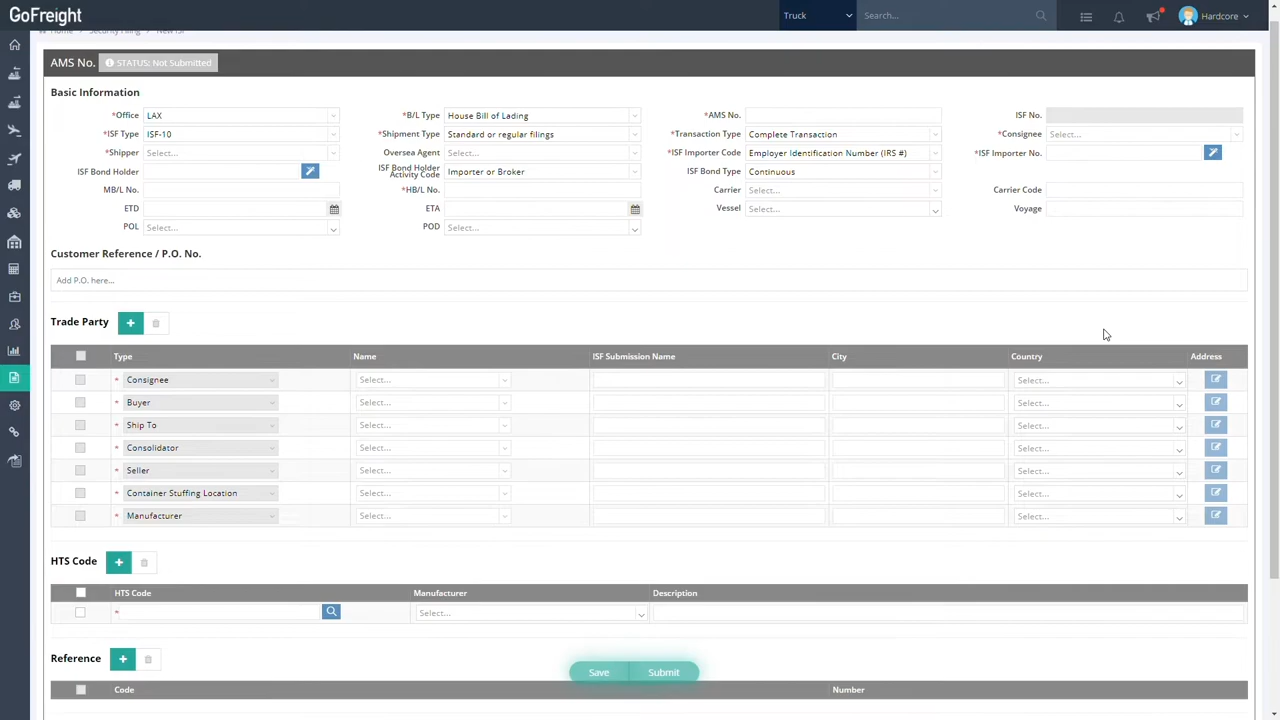 GoFreight
Truck
Search...
Hardcore
Home Security Filing New ISF
AMS No. STATUS: Not Submitted
Basic Information
*Office LAX *B/L Type House Bill of Lading *AMS No. ISF No.
*ISF Type ISF-10 *Shipment Type Standard or regular filings *Transaction Type Complete Transaction *Consignee Select...
*Shipper Select... Oversea Agent Select... *ISF Importer Code Employer Identification Number (IRS #) *ISF Importer No.
ISF Bond Holder ISF Bond Holder Activity Code Importer or Broker ISF Bond Type Continuous
MB/L No. *HB/L No. Carrier Select... Carrier Code
ETD ETA Vessel Select... Voyage
POL Select... POD Select...
Customer Reference / P.O. No.
Add P.O. here...
Trade Party
Type Name ISF Submission Name City Country Address
* Consignee Select... Select...
* Buyer Select... Select...
* Ship To Select... Select...
* Consolidator Select... Select...
* Seller Select... Select...
* Container Stuffing Location Select... Select...
* Manufacturer Select... Select...
HTS Code
HTS Code Manufacturer Description
* Select...
Reference
Save Submit
Code Number